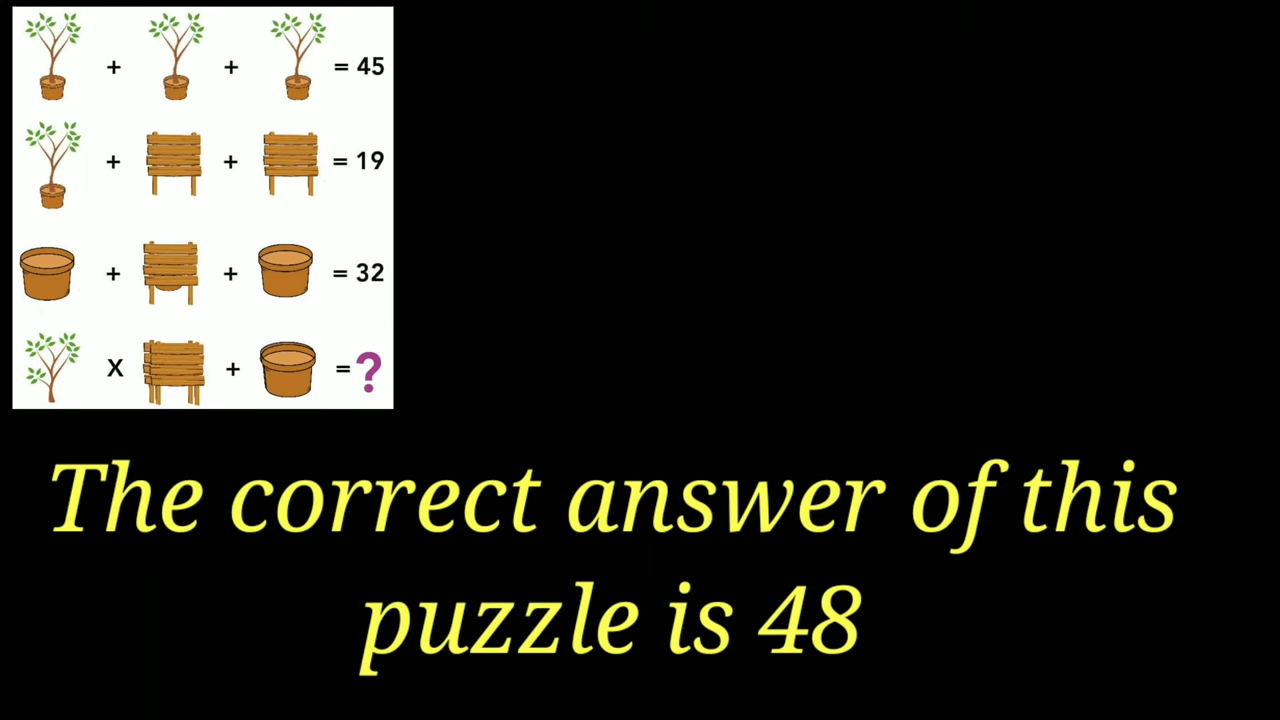 + + = 45
+ + = 19
+ + = 32
X + = ?
The correct answer of this
puzzle is 48